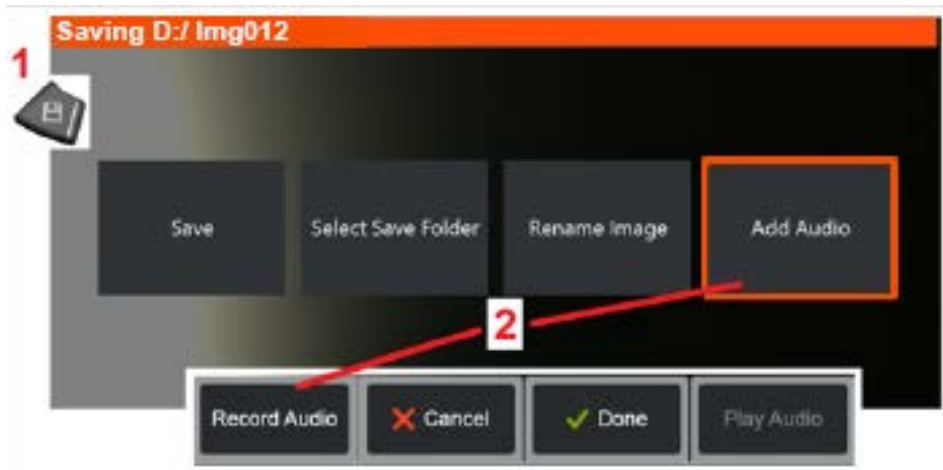 Saving D:/ Img012
1
Save
Select Save Folder
Rename Image
Add Audio
2
Record Audio
Cancel
Done
Play Audio